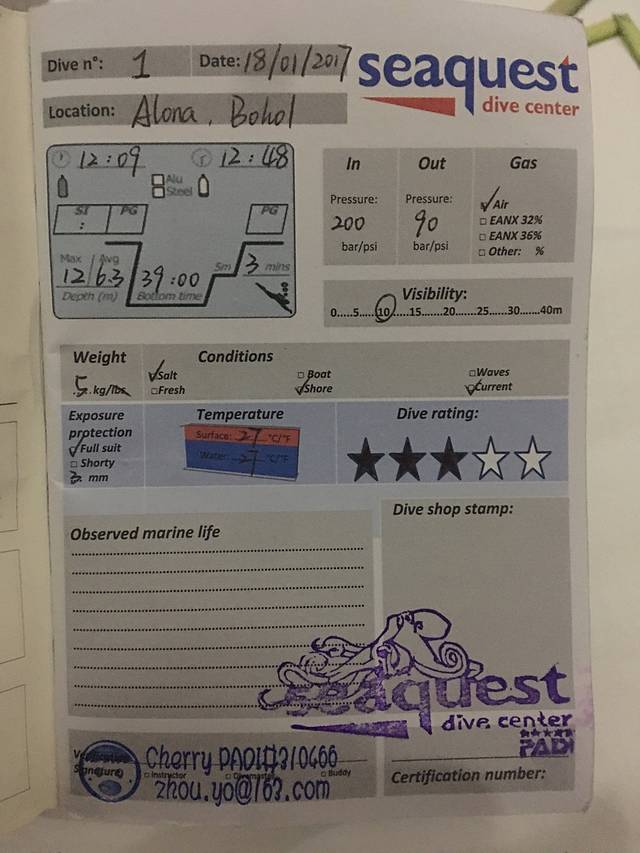 Dive n°: 1 Date: 18/01/2017
seaquest
dive center
Location: Alona, Bohol
12:09 12:48
Alu
Steel
SI PG PG
:
Max Avg
12 6.3 39:00 5m 3 mins
Depth (m) Bottom time
In Out Gas
Pressure: Pressure: Air
200 90 EANX 32%
bar/psi bar/psi EANX 36%
Other: %
Visibility:
0.....5.....10.....15......20......25.....30......40m
Weight Conditions
5 kg/lbs Salt Boat Waves
Fresh Shore Current
Exposure protection
Full suit
Shorty
3 mm
Temperature
Surface: 27 °C/°F
Water: 27 °C/°F
Dive rating:
Observed marine life
Dive shop stamp:
seaquest
dive center
PADI
Signature:
Cherry PADI#310466
Instructor Divemaster Buddy
zhou.yo@163.com
Certification number: